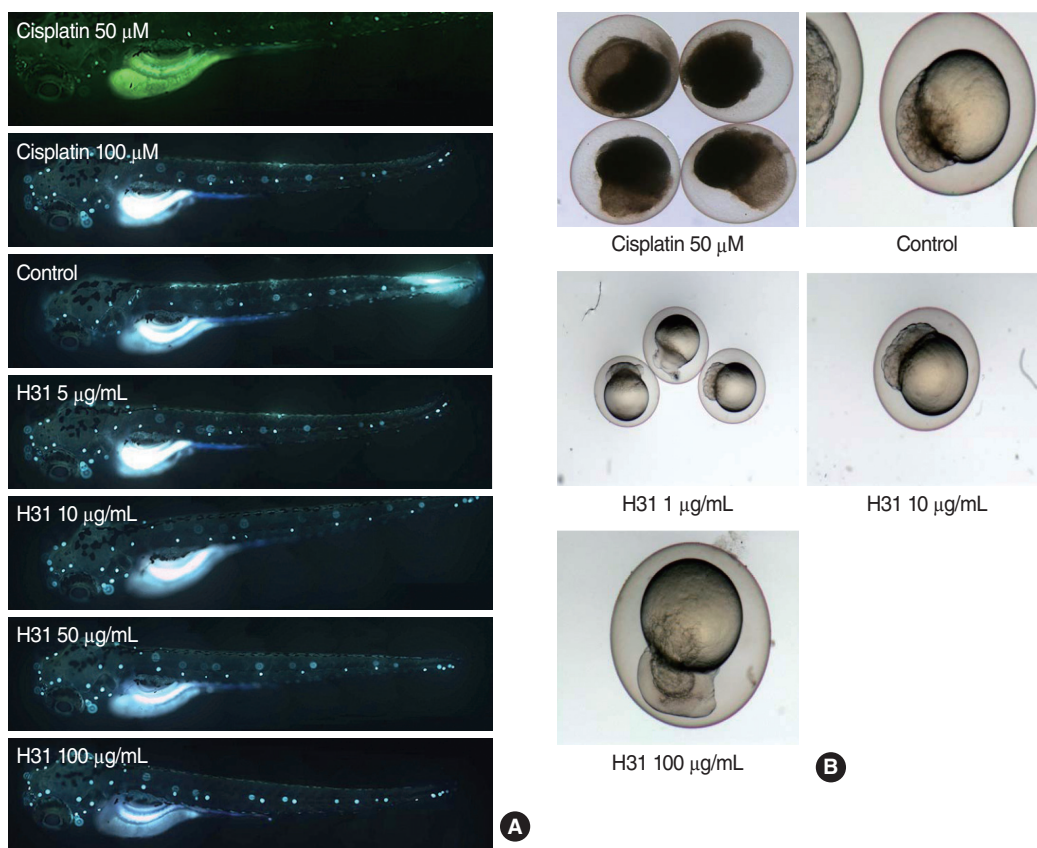 Cisplatin 50 μM
Cisplatin 100 μM
Control
H31 5 μg/mL
H31 10 μg/mL
H31 50 μg/mL
H31 100 μg/mL
A
Cisplatin 50 μM
Control
H31 1 μg/mL
H31 10 μg/mL
H31 100 μg/mL
B